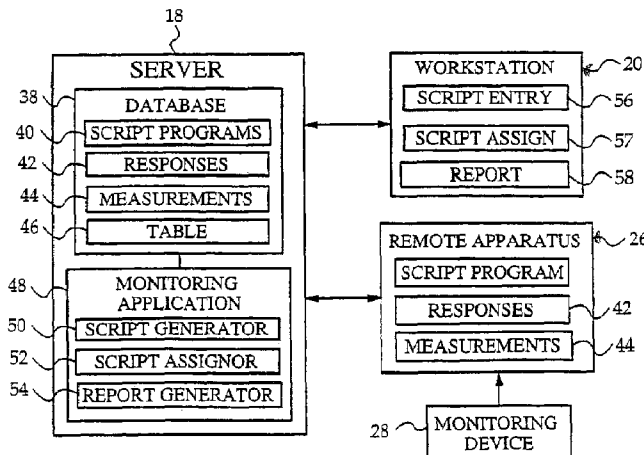 18
SERVER
38
DATABASE
40
SCRIPT PROGRAMS
42
RESPONSES
44
MEASUREMENTS
46
TABLE
48
MONITORING
APPLICATION
50
SCRIPT GENERATOR
52
SCRIPT ASSIGNOR
54
REPORT GENERATOR
WORKSTATION
20
SCRIPT ENTRY
56
SCRIPT ASSIGN
57
REPORT
58
REMOTE APPARATUS
26
SCRIPT PROGRAM
RESPONSES
42
MEASUREMENTS
44
28
MONITORING
DEVICE